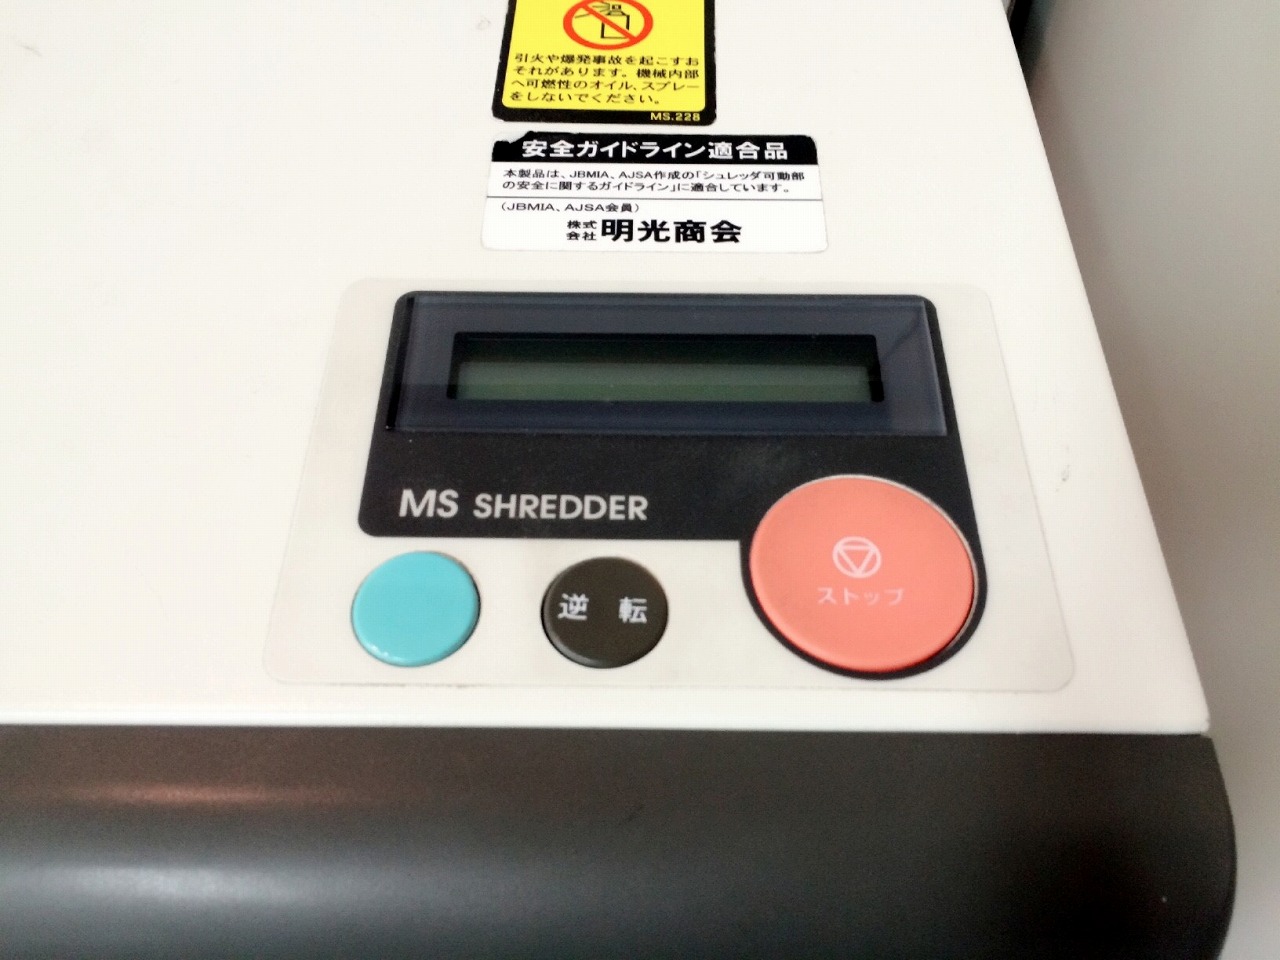 引火や爆発事故を起こすお
それがあります。機械内部
へ可燃性のオイル、スプレー
をしないでください。
MS.228
安全ガイドライン適合品
本製品は、JBMIA、AJSA作成の「シュレッダ可動部
の安全に関するガイドライン」に適合しています。
（JBMIA、AJSA会員）
株式会社 明光商会
MS SHREDDER
逆 転
ストップ